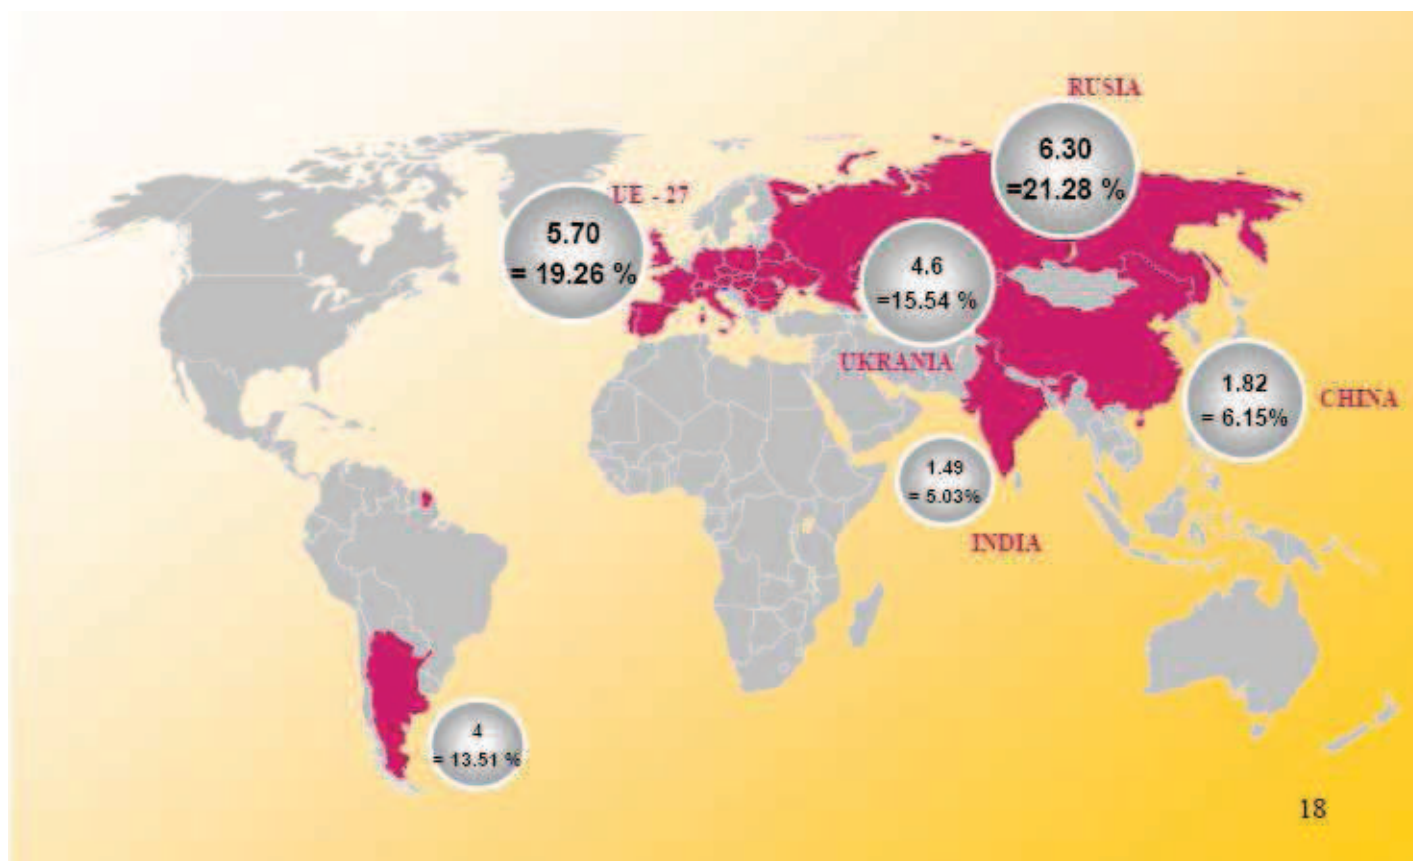 RUSIA
6.30
=21.28 %
UE - 27
5.70
= 19.26 %
4.6
=15.54 %
UKRANIA
1.82
= 6.15%
CHINA
1.49
= 5.03%
INDIA
4
= 13.51 %
18